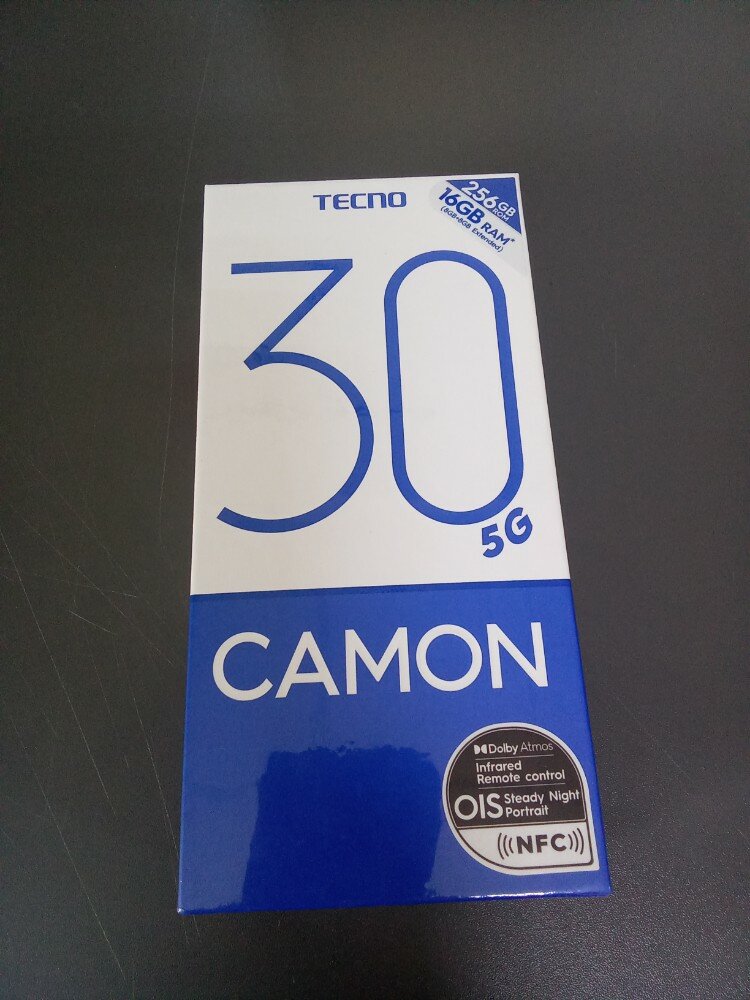 TECNO
256GB
ROM
16GB RAM*
(8GB+8GB Extended)
30
5G
CAMON
Dolby Atmos
Infrared
Remote control
OIS Steady Night
Portrait
(((NFC)))